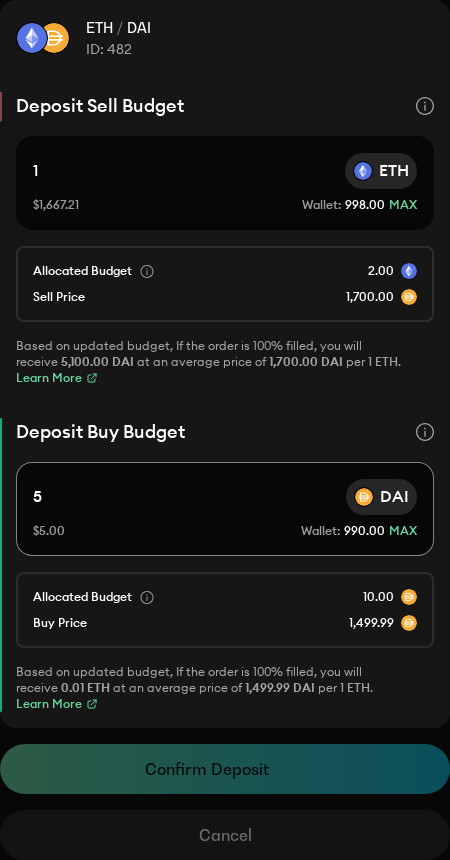 ETH / DAI
ID: 482
Deposit Sell Budget
1
ETH
$1,667.21
Wallet: 998.00 MAX
Allocated Budget
2.00
Sell Price
1,700.00
Based on updated budget, If the order is 100% filled, you will
receive 5,100.00 DAI at an average price of 1,700.00 DAI per 1 ETH.
Learn More
Deposit Buy Budget
5
DAI
$5.00
Wallet: 990.00 MAX
Allocated Budget
10.00
Buy Price
1,499.99
Based on updated budget, If the order is 100% filled, you will
receive 0.01 ETH at an average price of 1,499.99 DAI per 1 ETH.
Learn More
Confirm Deposit
Cancel